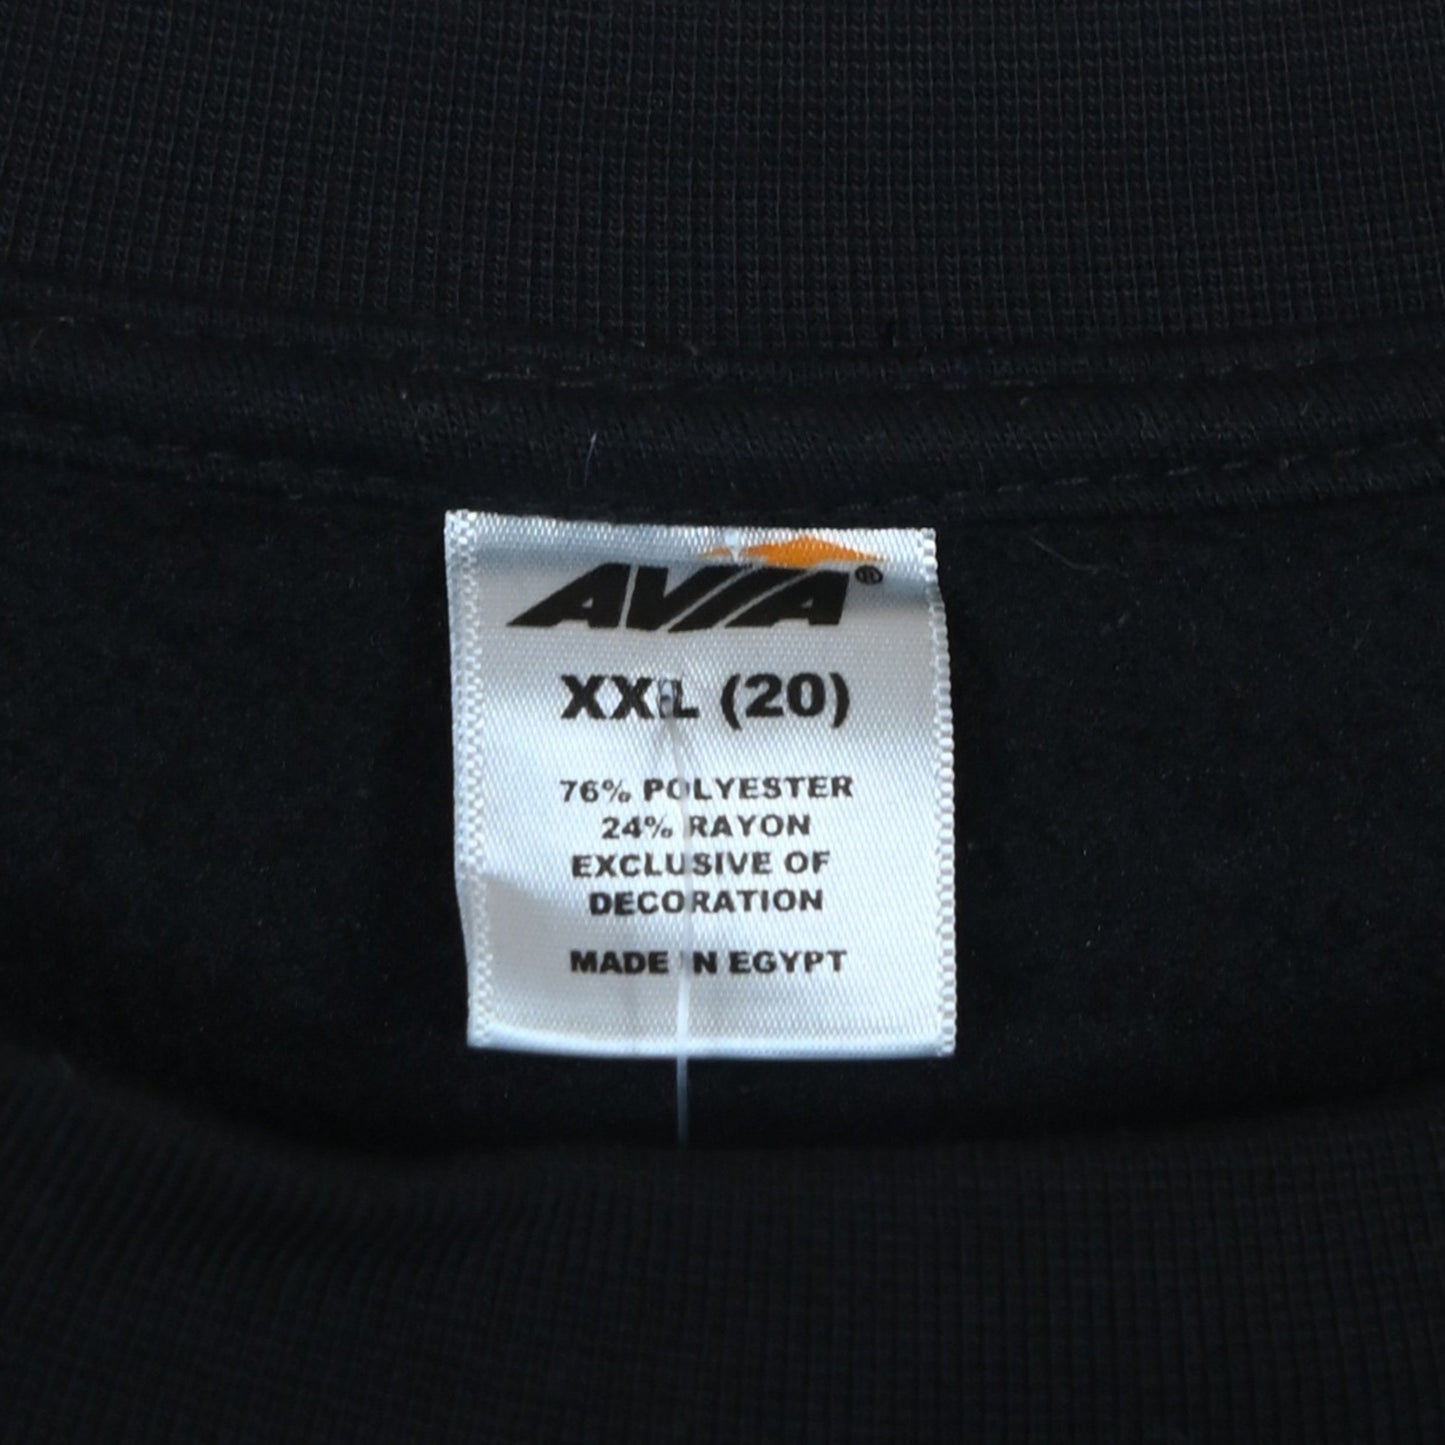 AVIA®
XXL (20)
76% POLYESTER
24% RAYON
EXCLUSIVE OF
DECORATION
MADE IN EGYPT